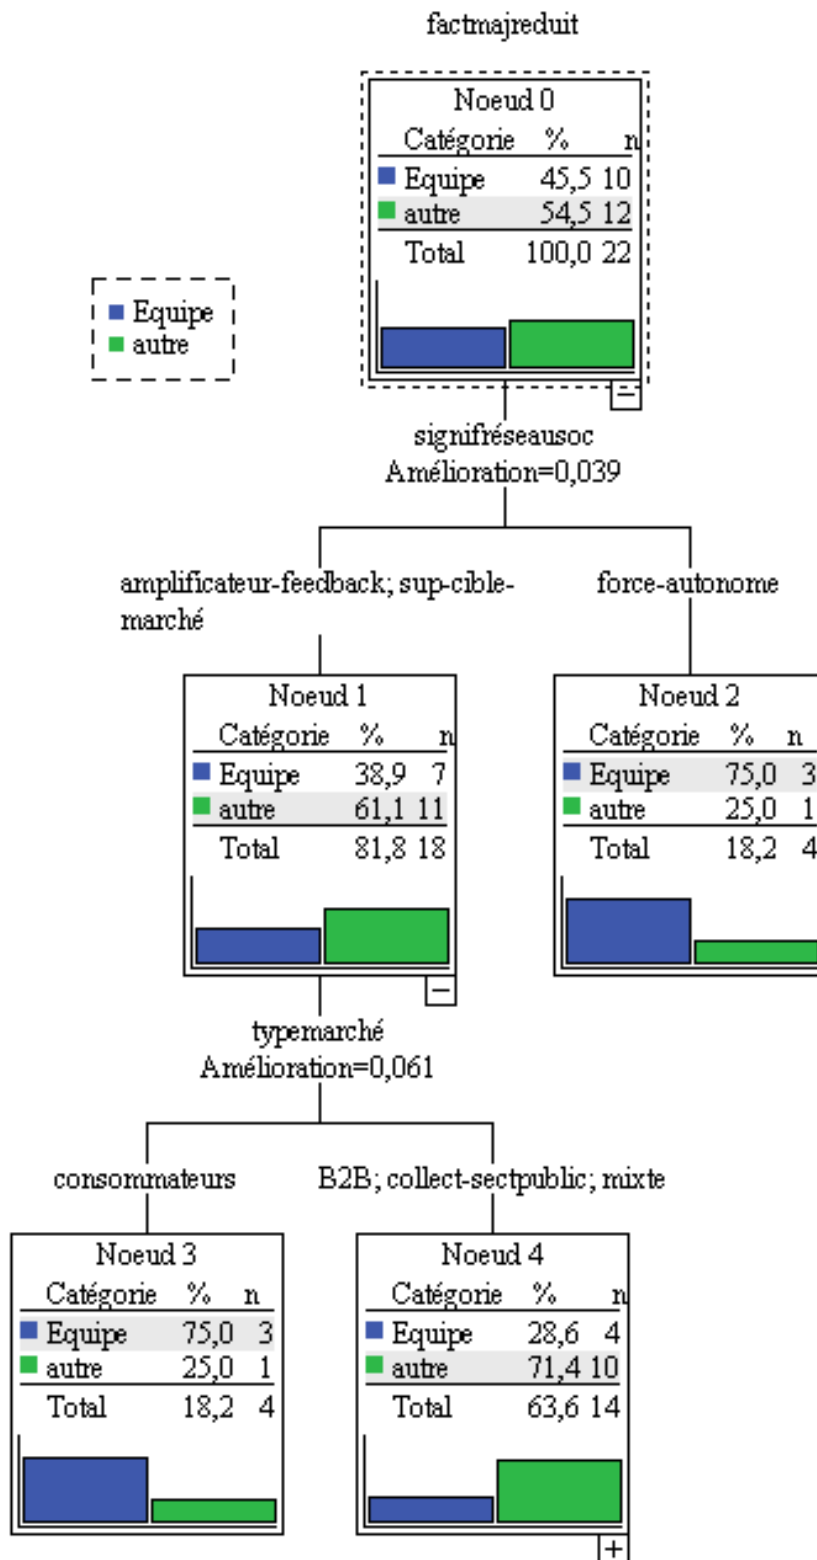 factmajreduit
Noeud 0
Catégorie % n
Equipe 45,5 10
autre 54,5 12
Total 100,0 22
Equipe
autre
signifréseausoc
Amélioration=0,039
amplificateur-feedback; sup-cible-
marché
force-autonome
Noeud 1
Catégorie % n
Equipe 38,9 7
autre 61,1 11
Total 81,8 18
Noeud 2
Catégorie % n
Equipe 75,0 3
autre 25,0 1
Total 18,2 4
typemarché
Amélioration=0,061
consommateurs
B2B; collect-sectpublic; mixte
Noeud 3
Catégorie % n
Equipe 75,0 3
autre 25,0 1
Total 18,2 4
Noeud 4
Catégorie % n
Equipe 28,6 4
autre 71,4 10
Total 63,6 14